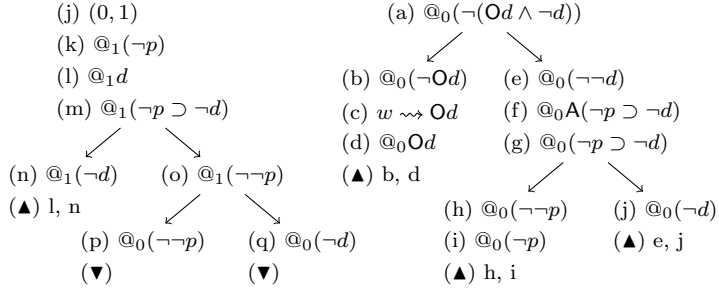 (j) (0, 1)
(k) @₁(¬p)
(l) @₁d
(m) @₁(¬p ⊃ ¬d)
(n) @₁(¬d) (o) @₁(¬¬p)
(▲) l, n
(p) @₀(¬¬p) (q) @₀(¬d)
(▼) (▼)
(a) @₀(¬(Od ∧ ¬d))
(b) @₀(¬Od) (e) @₀(¬¬d)
(c) w ⇝ Od (f) @₀A(¬p ⊃ ¬d)
(d) @₀Od (g) @₀(¬p ⊃ ¬d)
(▲) b, d
(h) @₀(¬¬p) (j) @₀(¬d)
(i) @₀(¬p) (▲) e, j
(▲) h, i